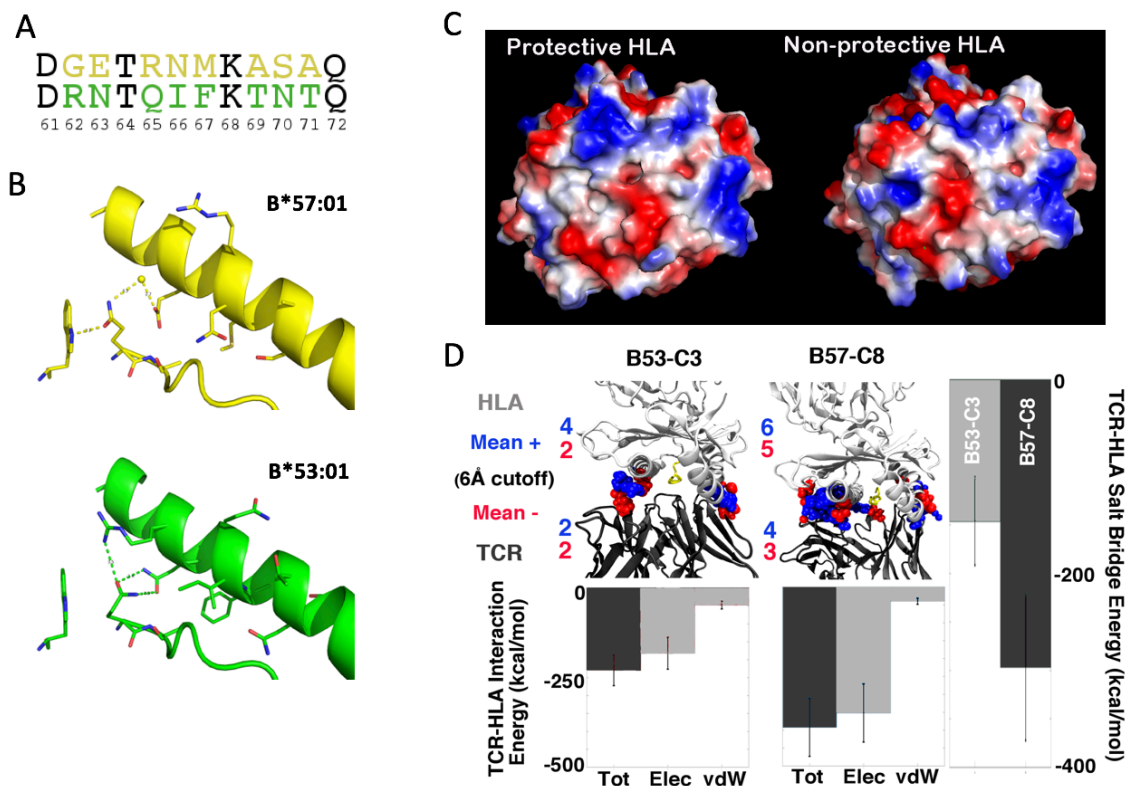 A
DGETRNMKASAQ
DRNTQIFKTNTQ
61 62 63 64 65 66 67 68 69 70 71 72
B
B*57:01
B*53:01
C
Protective HLA
Non-protective HLA
D
B53-C3
B57-C8
HLA
Mean +
(6Å cutoff)
Mean -
TCR
4
2
2
2
6
5
4
3
TCR-HLA Interaction
Energy (kcal/mol)
0
-250
-500
Tot Elec vdW
Tot Elec vdW
B53-C3
B57-C8
0
-200
-400
TCR-HLA Salt Bridge Energy (kcal/mol)